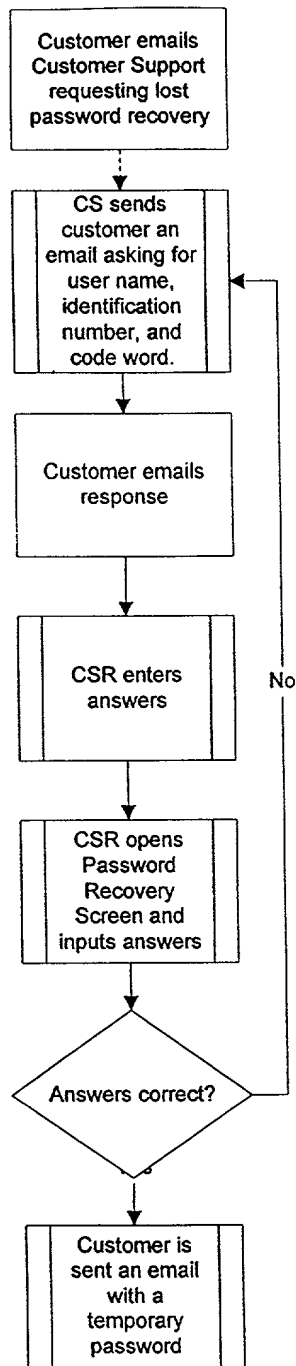 Customer emails
Customer Support
requesting lost
password recovery
CS sends
customer an
email asking for
user name,
identification
number, and
code word.
Customer emails
response
CSR enters
answers
No
CSR opens
Password
Recovery
Screen and
inputs answers
Answers correct?
Customer is
sent an email
with a
temporary
password